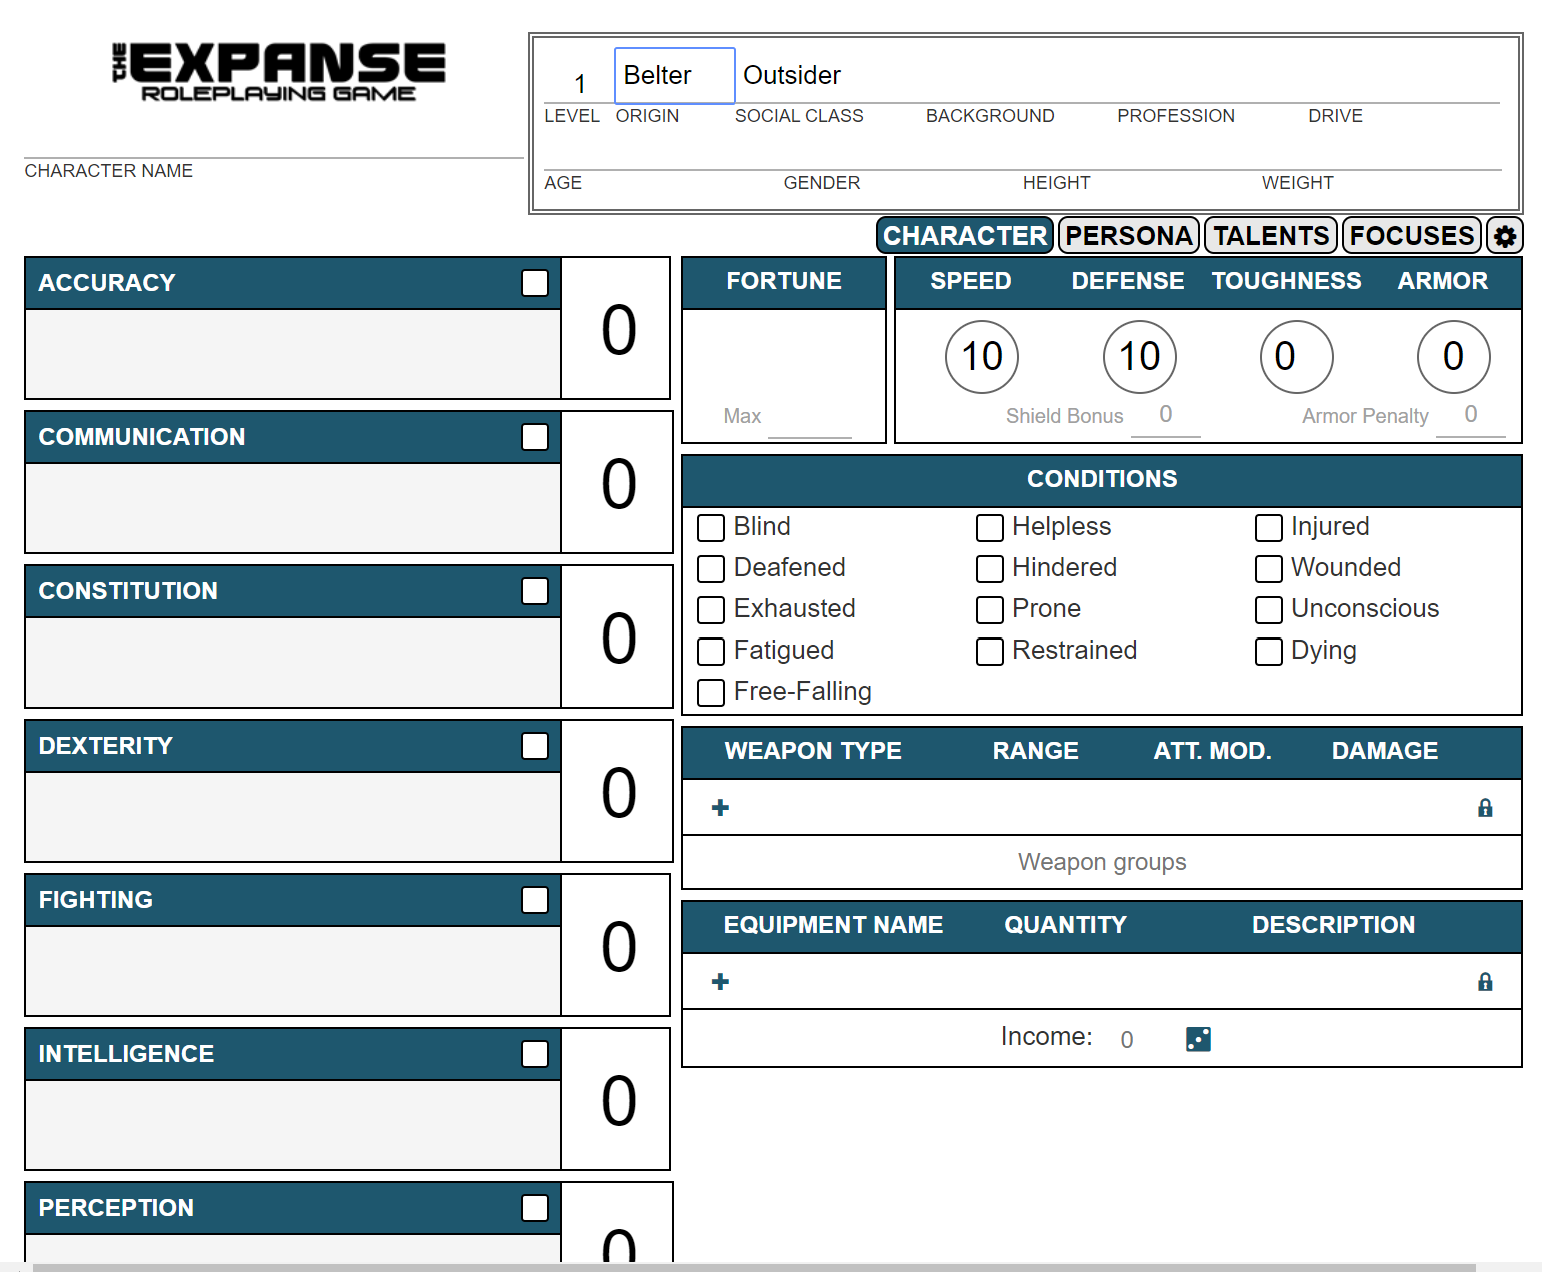 THE EXPANSE
ROLEPLAYING GAME
CHARACTER NAME
1 Belter Outsider
LEVEL ORIGIN SOCIAL CLASS BACKGROUND PROFESSION DRIVE
AGE GENDER HEIGHT WEIGHT
CHARACTER PERSONA TALENTS FOCUSES
ACCURACY
0
COMMUNICATION
0
CONSTITUTION
0
DEXTERITY
0
FIGHTING
0
INTELLIGENCE
0
PERCEPTION
0
FORTUNE
Max
SPEED DEFENSE TOUGHNESS ARMOR
10 10 0 0
Shield Bonus 0 Armor Penalty 0
CONDITIONS
Blind Helpless Injured
Deafened Hindered Wounded
Exhausted Prone Unconscious
Fatigued Restrained Dying
Free-Falling
WEAPON TYPE RANGE ATT. MOD. DAMAGE
Weapon groups
EQUIPMENT NAME QUANTITY DESCRIPTION
Income: 0